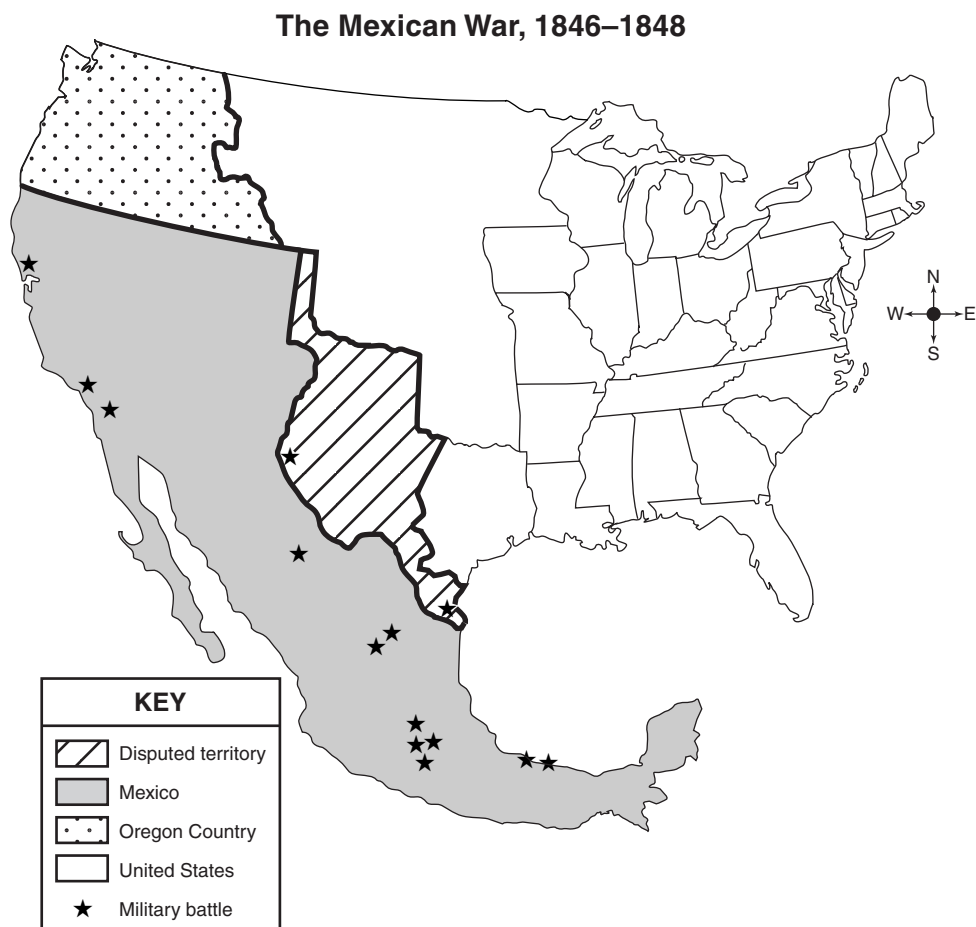 The Mexican War, 1846–1848
N
W E
S
KEY
Disputed territory
Mexico
Oregon Country
United States
Military battle